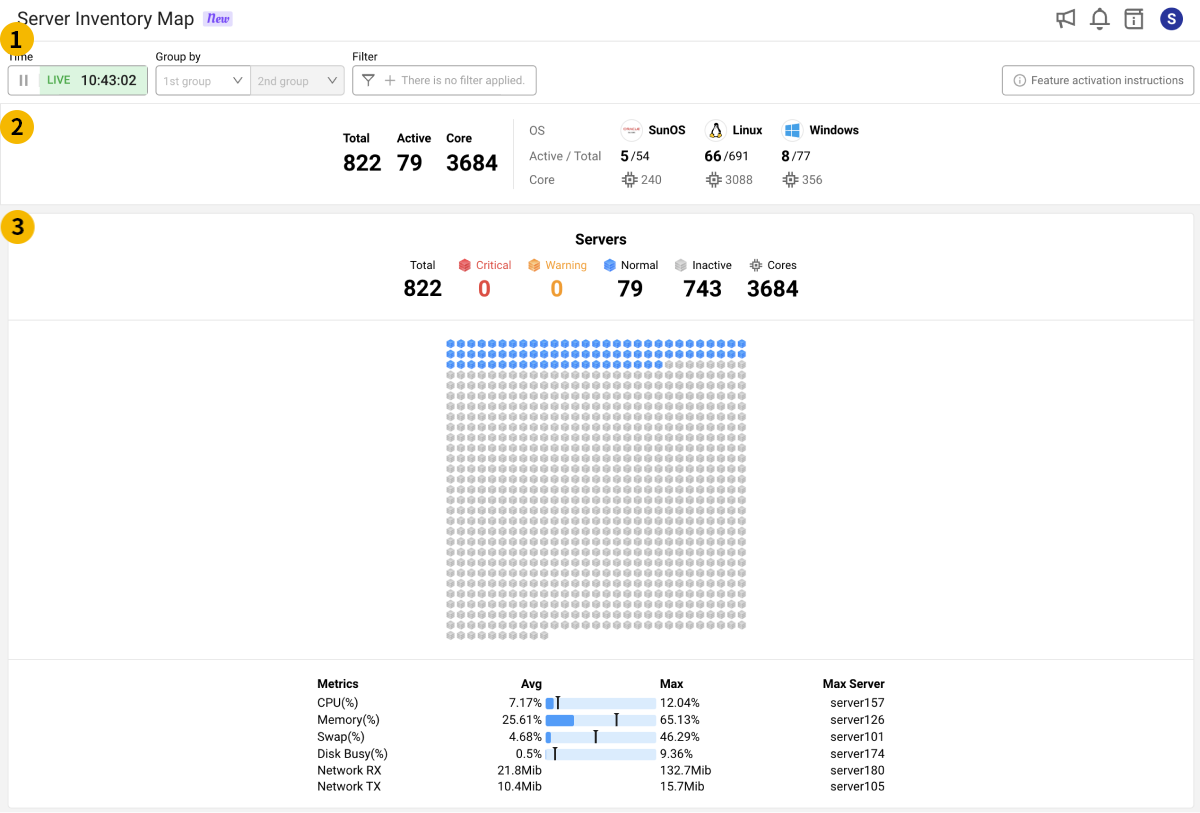 Server Inventory Map New
S
1
Time Group by Filter
LIVE 10:43:02 1st group 2nd group There is no filter applied. Feature activation instructions
2
Total Active Core
822 79 3684
OS SunOS Linux Windows
Active / Total 5/54 66/691 8/77
Core 240 3088 356
3
Servers
Total Critical Warning Normal Inactive Cores
822 0 0 79 743 3684
Metrics Avg Max Max Server
CPU(%) 7.17% 12.04% server157
Memory(%) 25.61% 65.13% server126
Swap(%) 4.68% 46.29% server101
Disk Busy(%) 0.5% 9.36% server174
Network RX 21.8Mib 132.7Mib server180
Network TX 10.4Mib 15.7Mib server105